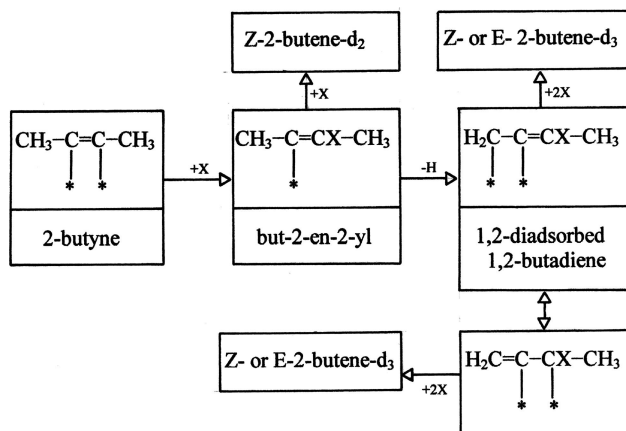 Z-2-butene-d₂
Z- or E- 2-butene-d₃
+X
+2X
CH₃–C=C–CH₃
* *
2-butyne
+X
CH₃–C=CX–CH₃
*
but-2-en-2-yl
-H
H₂C–C=CX–CH₃
* *
1,2-diadsorbed
1,2-butadiene
Z- or E-2-butene-d₃
+2X
H₂C=C–CX–CH₃
* *